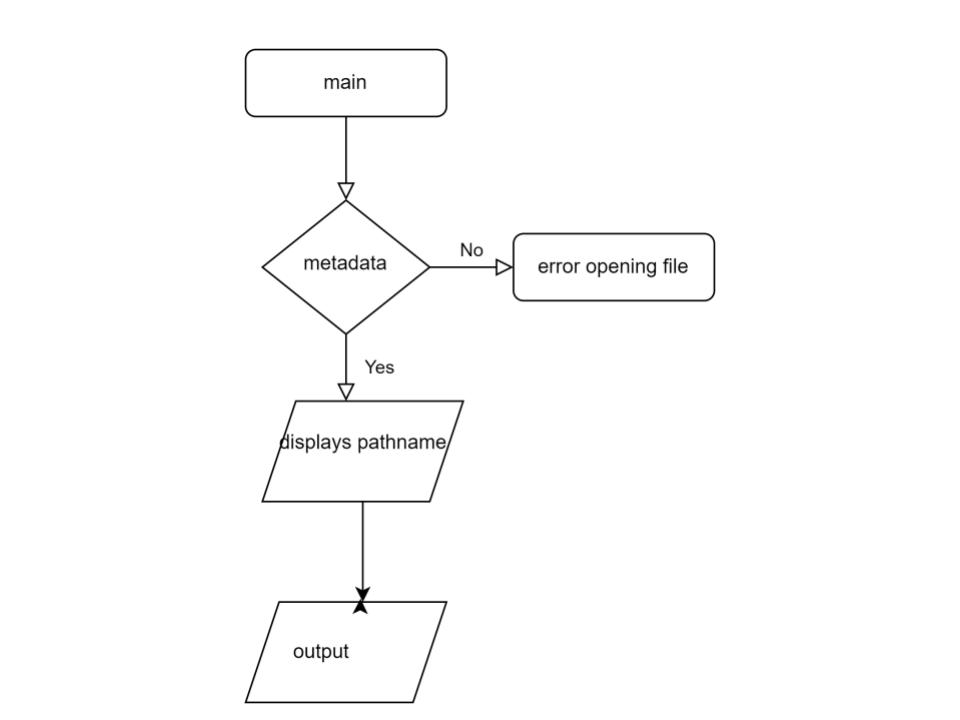 main
metadata
No
error opening file
Yes
displays pathname
output